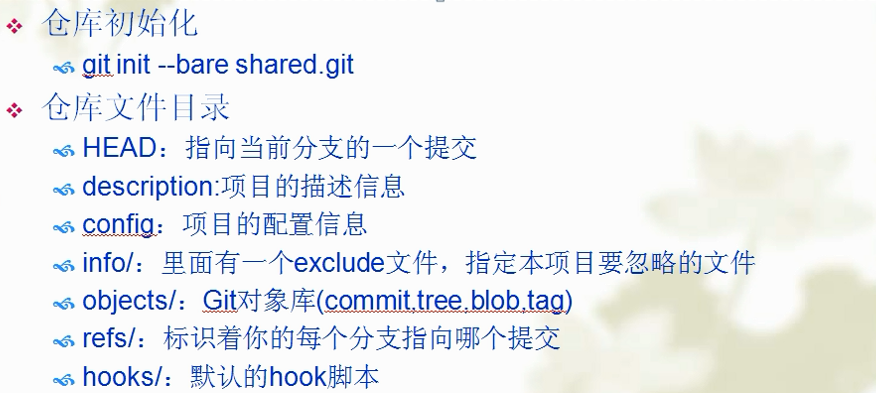 仓库初始化
git init --bare shared.git
仓库文件目录
HEAD：指向当前分支的一个提交
description:项目的描述信息
config：项目的配置信息
info/：里面有一个exclude文件，指定本项目要忽略的文件
objects/：Git对象库(commit,tree,blob,tag)
refs/：标识着你的每个分支指向哪个提交
hooks/：默认的hook脚本